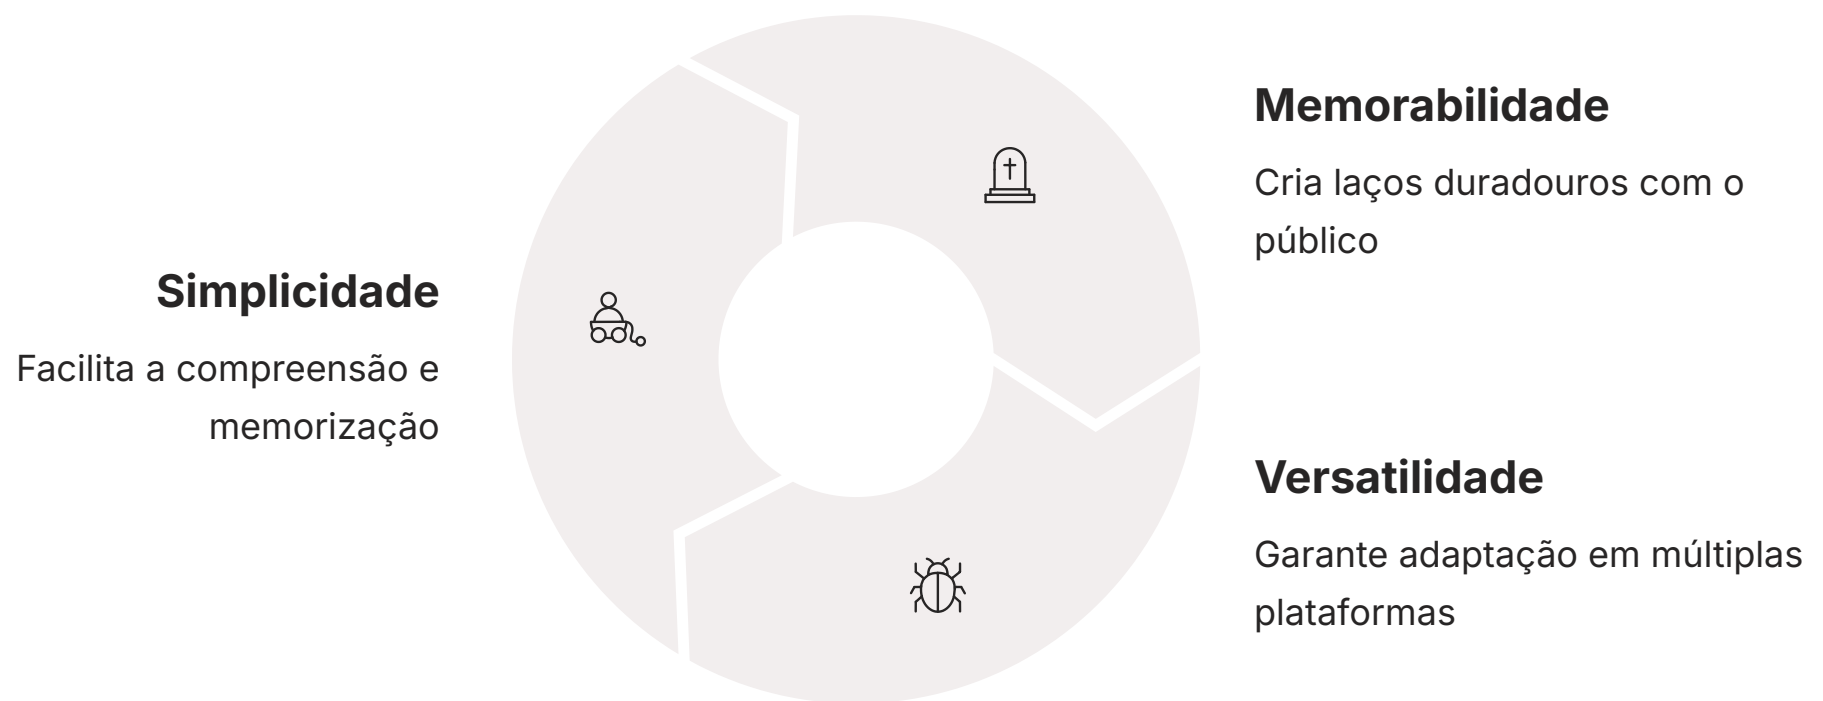 Simplicidade
Facilita a compreensão e
memorização
Memorabilidade
Cria laços duradouros com o
público
Versatilidade
Garante adaptação em múltiplas
plataformas